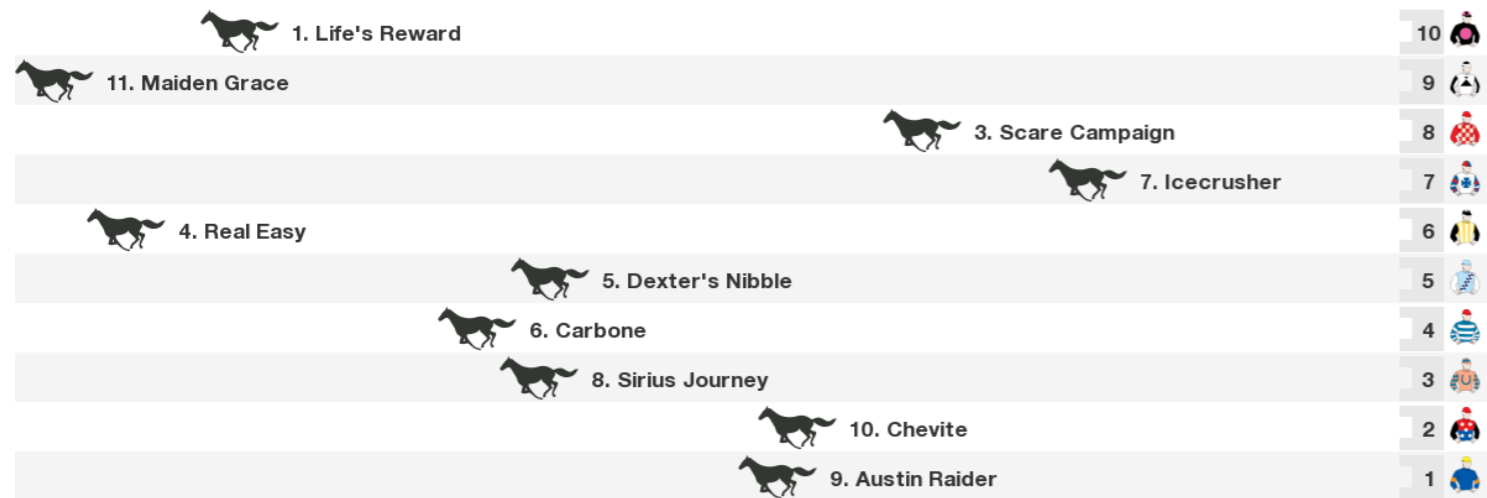 1. Life's Reward 10
11. Maiden Grace 9
3. Scare Campaign 8
7. Icecrusher 7
4. Real Easy 6
5. Dexter's Nibble 5
6. Carbone 4
8. Sirius Journey 3
10. Chevite 2
9. Austin Raider 1